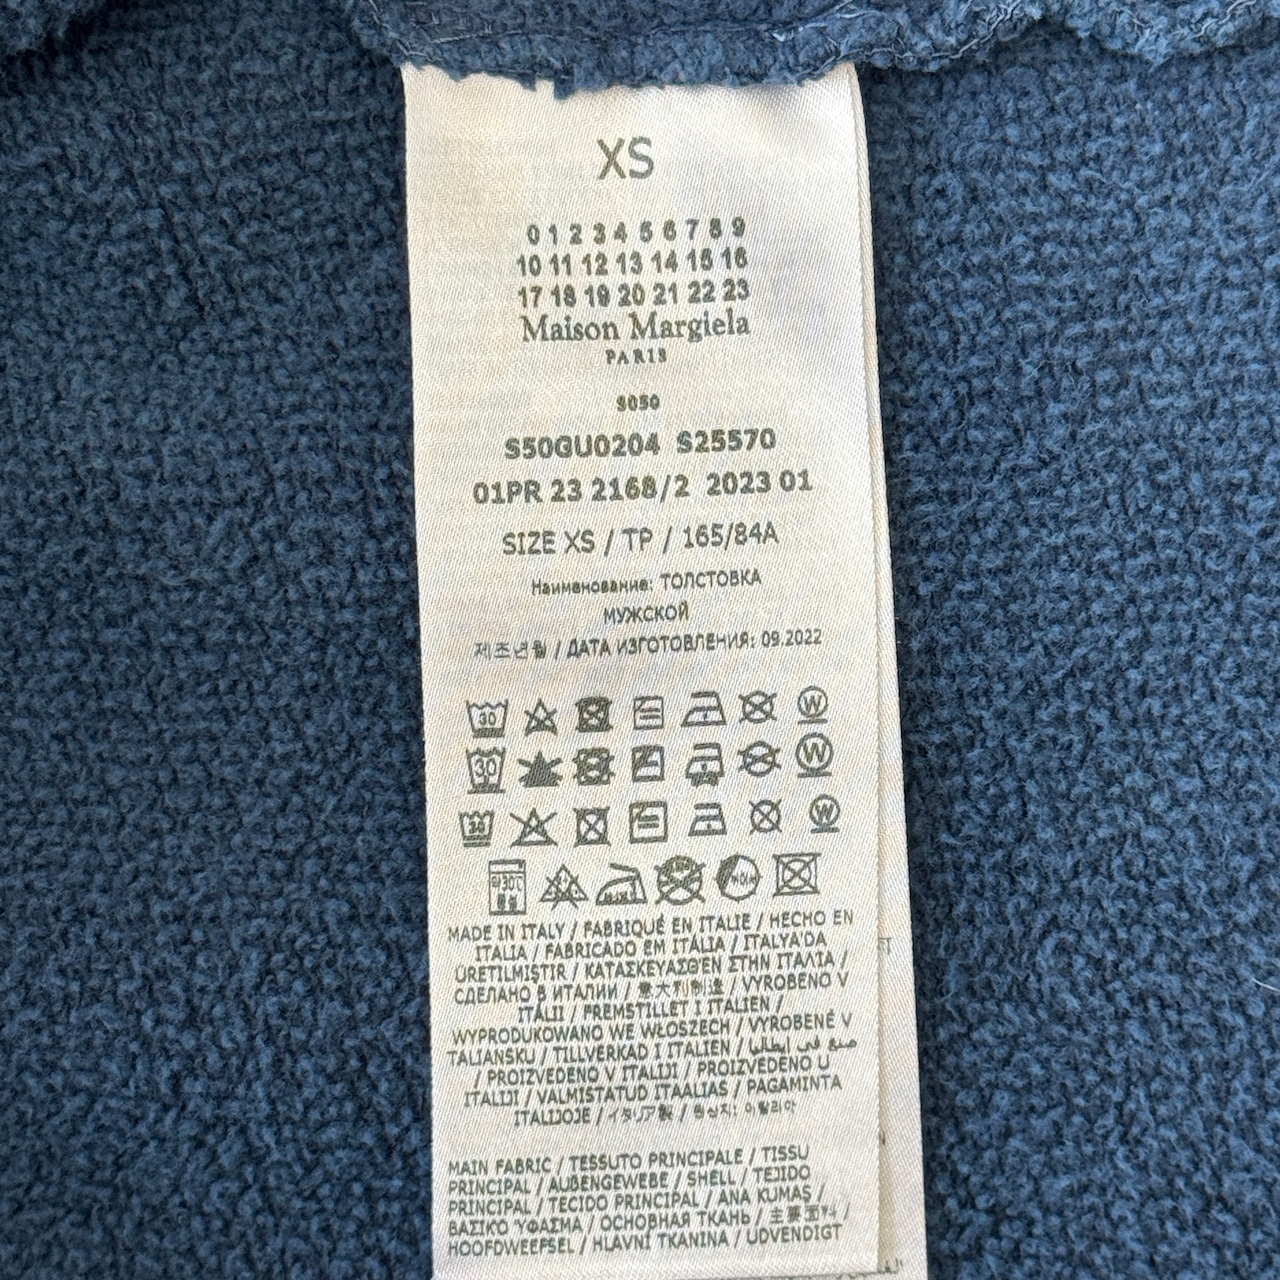 XS
0 1 2 3 4 5 6 7 8 9
10 11 12 13 14 15 16
17 18 19 20 21 22 23
Maison Margiela
PARIS
S050
S50GU0204 S25570
01PR 23 2168/2 2023 01
SIZE XS / TP / 165/84A
Наименование: ТОЛСТОВКА
МУЖСКОЙ
제조년월 / ДАТА ИЗГОТОВЛЕНИЯ: 09.2022
30 W
30 W
30 W
30℃
MADE IN ITALY / FABRIQUÉ EN ITALIE / HECHO EN
ITALIA / FABRICADO EM ITÁLIA / ITALYA'DA
ÜRETILMIŞTIR / ΚΑΤΑΣΚΕΥΑΣΘΕΝ ΣΤΗΝ ΙΤΑΛΙΑ /
СДЕЛАНО В ИТАЛИИ / 意大利制造 / VYROBENO V
ITÁLII / FREMSTILLET I ITALIEN /
WYPRODUKOWANO WE WŁOSZECH / VYROBENÉ V
TALIANSKU / TILLVERKAD I ITALIEN / صنع في إيطاليا
/ PROIZVEDENO V ITALIJI / PROIZVEDENO U
ITALIJI / VALMISTATUD ITAALIAS / PAGAMINTA
ITALIJOJE / イタリア製 / 원산지: 이탈리아
MAIN FABRIC / TESSUTO PRINCIPALE / TISSU
PRINCIPAL / AUßENGEWEBE / SHELL / TEJIDO
PRINCIPAL / TECIDO PRINCIPAL / ANA KUMAŞ /
ΒΑΣΙΚΟ ΎΦΑΣΜΑ / ОСНОВНАЯ ТКАНЬ / 主要面料 /
HOOFDWEEFSEL / HLAVNÍ TKANINA / UDVENDIGT